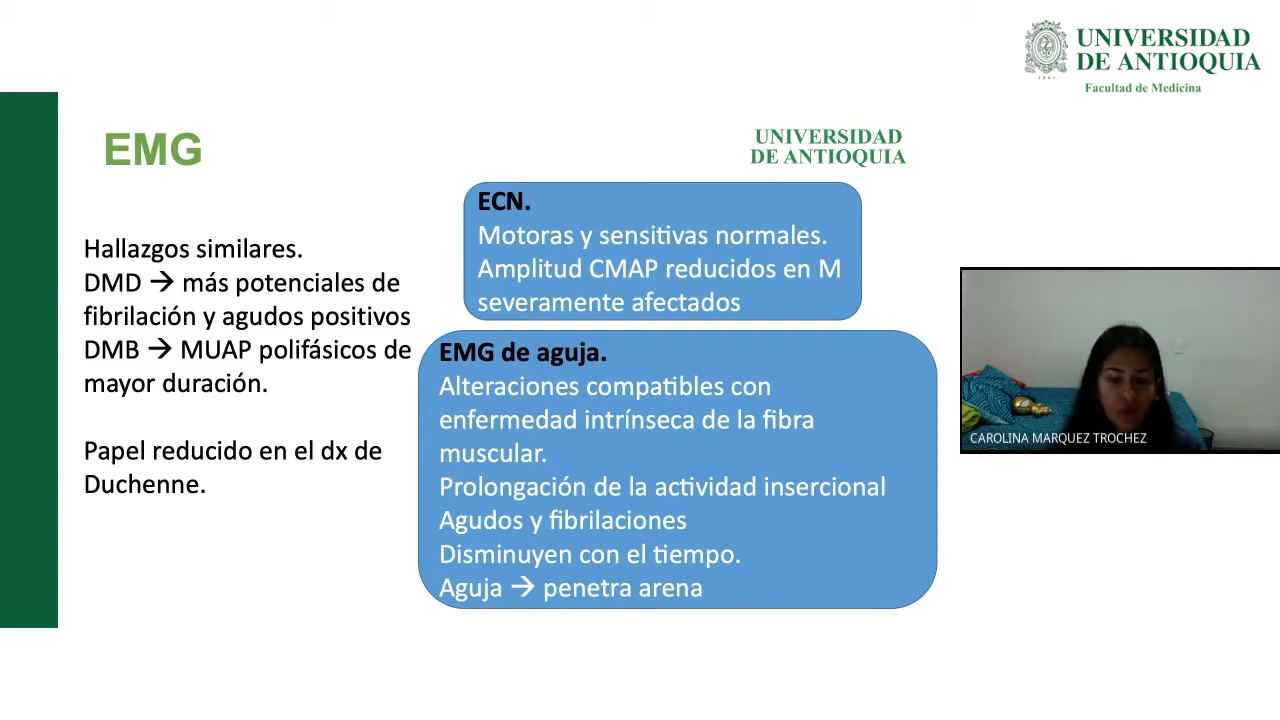 UNIVERSIDAD
DE ANTIOQUIA
1803
Facultad de Medicina
EMG
UNIVERSIDAD
DE ANTIOQUIA
Hallazgos similares.
DMD → más potenciales de
fibrilación y agudos positivos
DMB → MUAP polifásicos de
mayor duración.
Papel reducido en el dx de
Duchenne.
ECN.
Motoras y sensitivas normales.
Amplitud CMAP reducidos en M
severamente afectados
EMG de aguja.
Alteraciones compatibles con
enfermedad intrínseca de la fibra
muscular.
Prolongación de la actividad insercional
Agudos y fibrilaciones
Disminuyen con el tiempo.
Aguja → penetra arena
CAROLINA MARQUEZ TROCHEZ